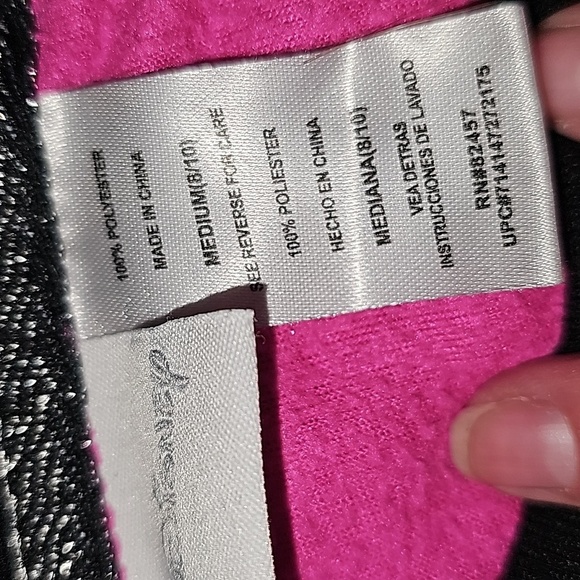 100% POLYESTER
MADE IN CHINA
MEDIUM(8/10)
SEE REVERSE FOR CARE
100% POLIESTER
HECHO EN CHINA
MEDIANA(8/10)
VEA DETRAS
INSTRUCCIONES DE LAVADO
RN#82457
UPC#714147272175